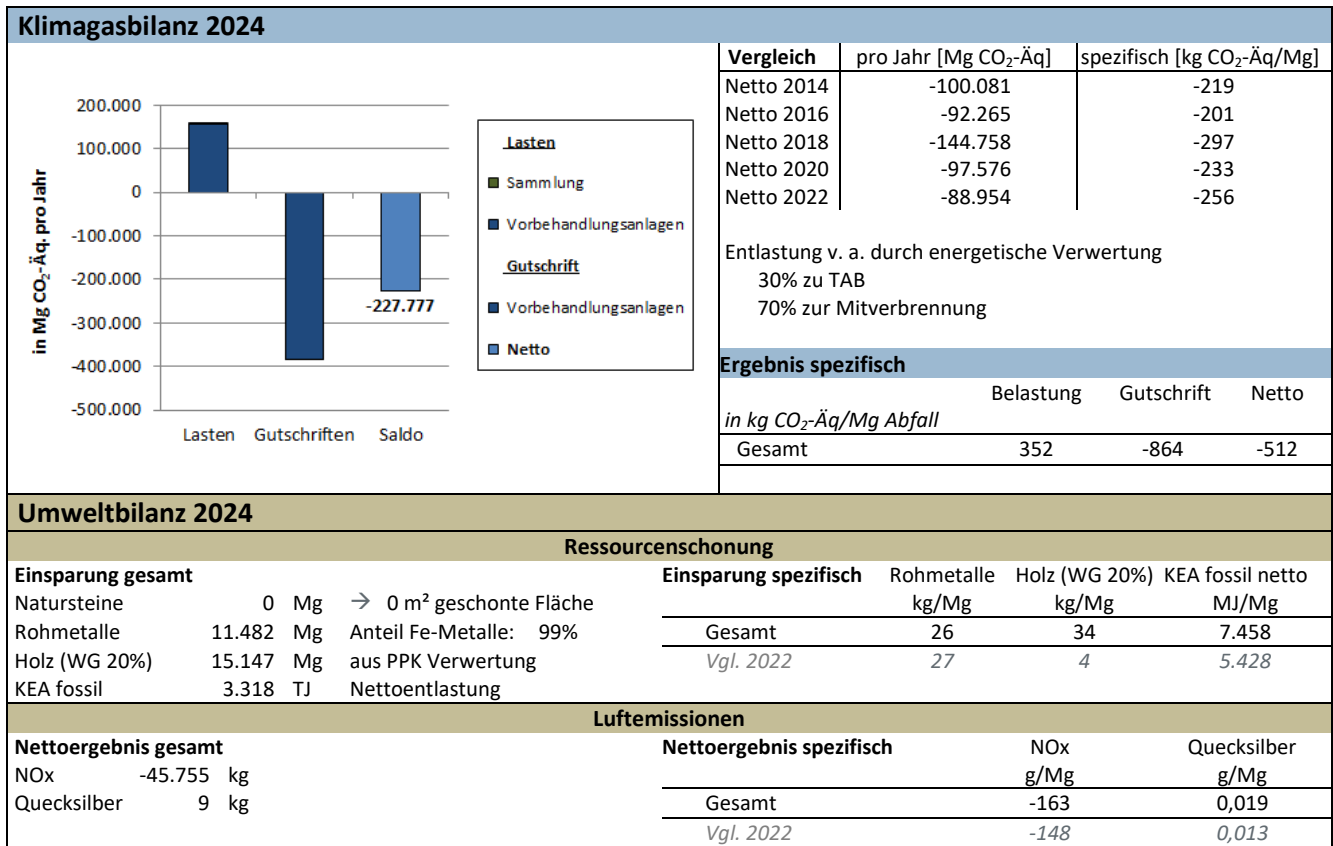 Klimagasbilanz 2024
200.000
100.000
0
-100.000
-200.000
-300.000
-400.000
-500.000
in Mg CO₂-Äq. pro Jahr
-227.777
Lasten Gutschriften Saldo
Lasten
Sammlung
Vorbehandlungsanlagen
Gutschrift
Vorbehandlungsanlagen
Netto
Vergleich pro Jahr [Mg CO₂-Äq] spezifisch [kg CO₂-Äq/Mg]
Netto 2014 -100.081 -219
Netto 2016 -92.265 -201
Netto 2018 -144.758 -297
Netto 2020 -97.576 -233
Netto 2022 -88.954 -256
Entlastung v. a. durch energetische Verwertung
30% zu TAB
70% zur Mitverbrennung
Ergebnis spezifisch
Belastung Gutschrift Netto
in kg CO₂-Äq/Mg Abfall
Gesamt 352 -864 -512
Umweltbilanz 2024
Ressourcenschonung
Einsparung gesamt
Natursteine 0 Mg → 0 m² geschonte Fläche
Rohmetalle 11.482 Mg Anteil Fe-Metalle: 99%
Holz (WG 20%) 15.147 Mg aus PPK Verwertung
KEA fossil 3.318 TJ Nettoentlastung
Einsparung spezifisch Rohmetalle Holz (WG 20%) KEA fossil netto
kg/Mg kg/Mg MJ/Mg
Gesamt 26 34 7.458
Vgl. 2022 27 4 5.428
Luftemissionen
Nettoergebnis gesamt
NOx -45.755 kg
Quecksilber 9 kg
Nettoergebnis spezifisch NOx Quecksilber
g/Mg g/Mg
Gesamt -163 0,019
Vgl. 2022 -148 0,013